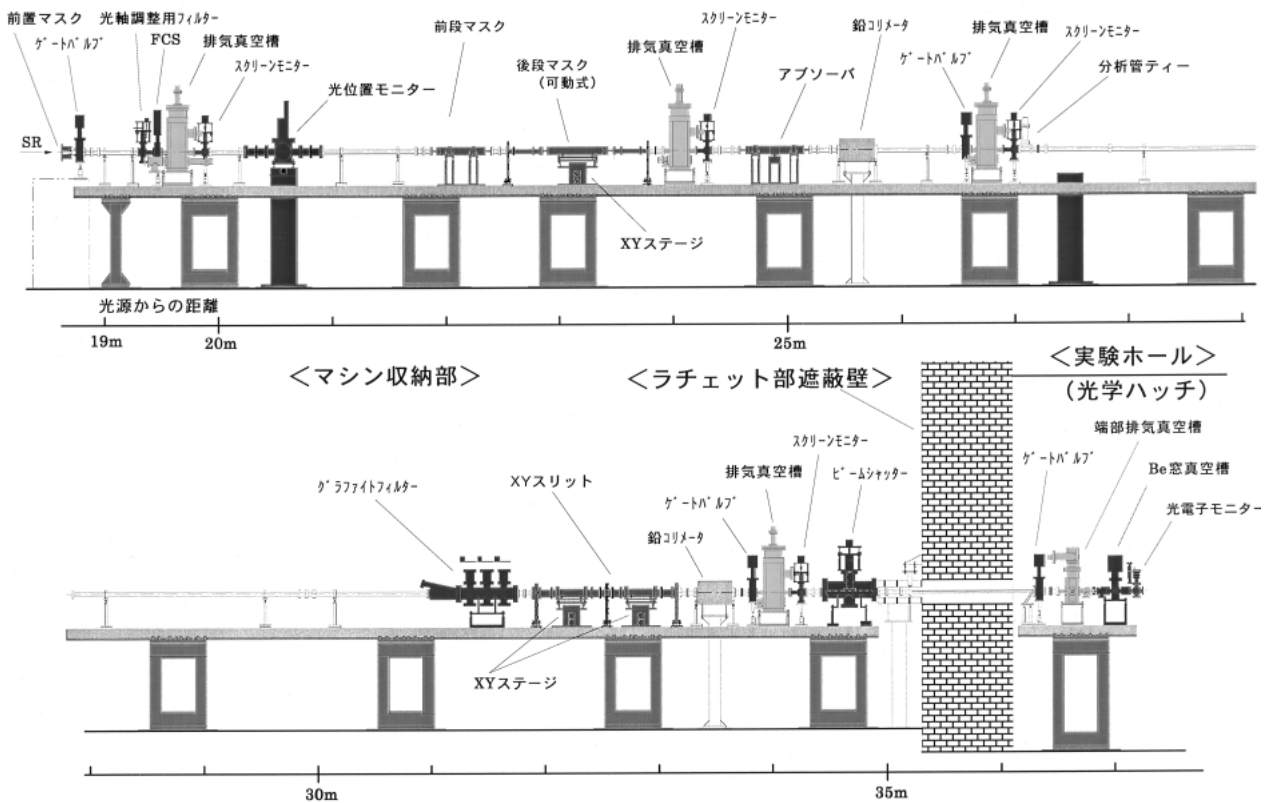 前置マスク
光軸調整用フィルター
ｹﾞｰﾄﾊﾞﾙﾌﾞ
FCS
排気真空槽
ｽｸﾘｰﾝﾓﾆﾀｰ
光位置モニター
前段マスク
後段マスク
(可動式)
排気真空槽
ｽｸﾘｰﾝﾓﾆﾀｰ
アブソーバ
鉛ｺﾘﾒｰﾀ
ｹﾞｰﾄﾊﾞﾙﾌﾞ
排気真空槽
ｽｸﾘｰﾝﾓﾆﾀｰ
分析管ティー
SR
XYステージ
光源からの距離
19m
20m
25m
＜マシン収納部＞
＜ラチェット部遮蔽壁＞
＜実験ホール＞
(光学ハッチ)
ｸﾞﾗﾌｧｲﾄﾌｨﾙﾀｰ
XYスリット
鉛ｺﾘﾒｰﾀ
ｹﾞｰﾄﾊﾞﾙﾌﾞ
排気真空槽
ｽｸﾘｰﾝﾓﾆﾀｰ
ﾋﾞｰﾑｼｬｯﾀｰ
ｹﾞｰﾄﾊﾞﾙﾌﾞ
端部排気真空槽
Be窓真空槽
光電子モニター
XYステージ
30m
35m